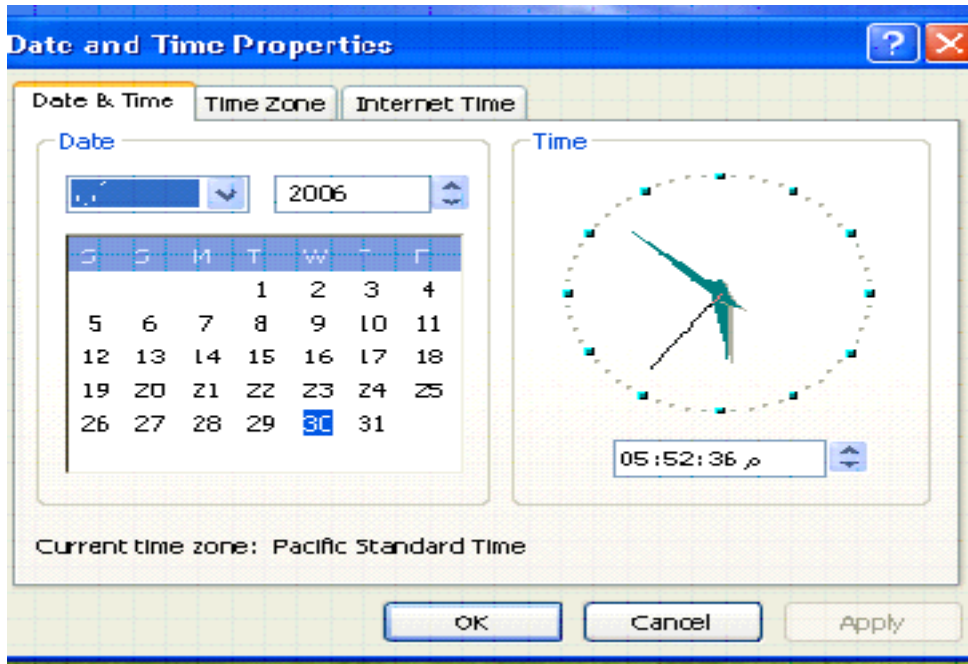 Date and Time Properties
Date & Time Time Zone Internet Time
Date
Time
2006
S S M T W T F
1 2 3 4
5 6 7 8 9 10 11
12 13 14 15 16 17 18
19 20 21 22 23 24 25
26 27 28 29 30 31
05:52:36 م
Current time zone: Pacific Standard Time
OK Cancel Apply